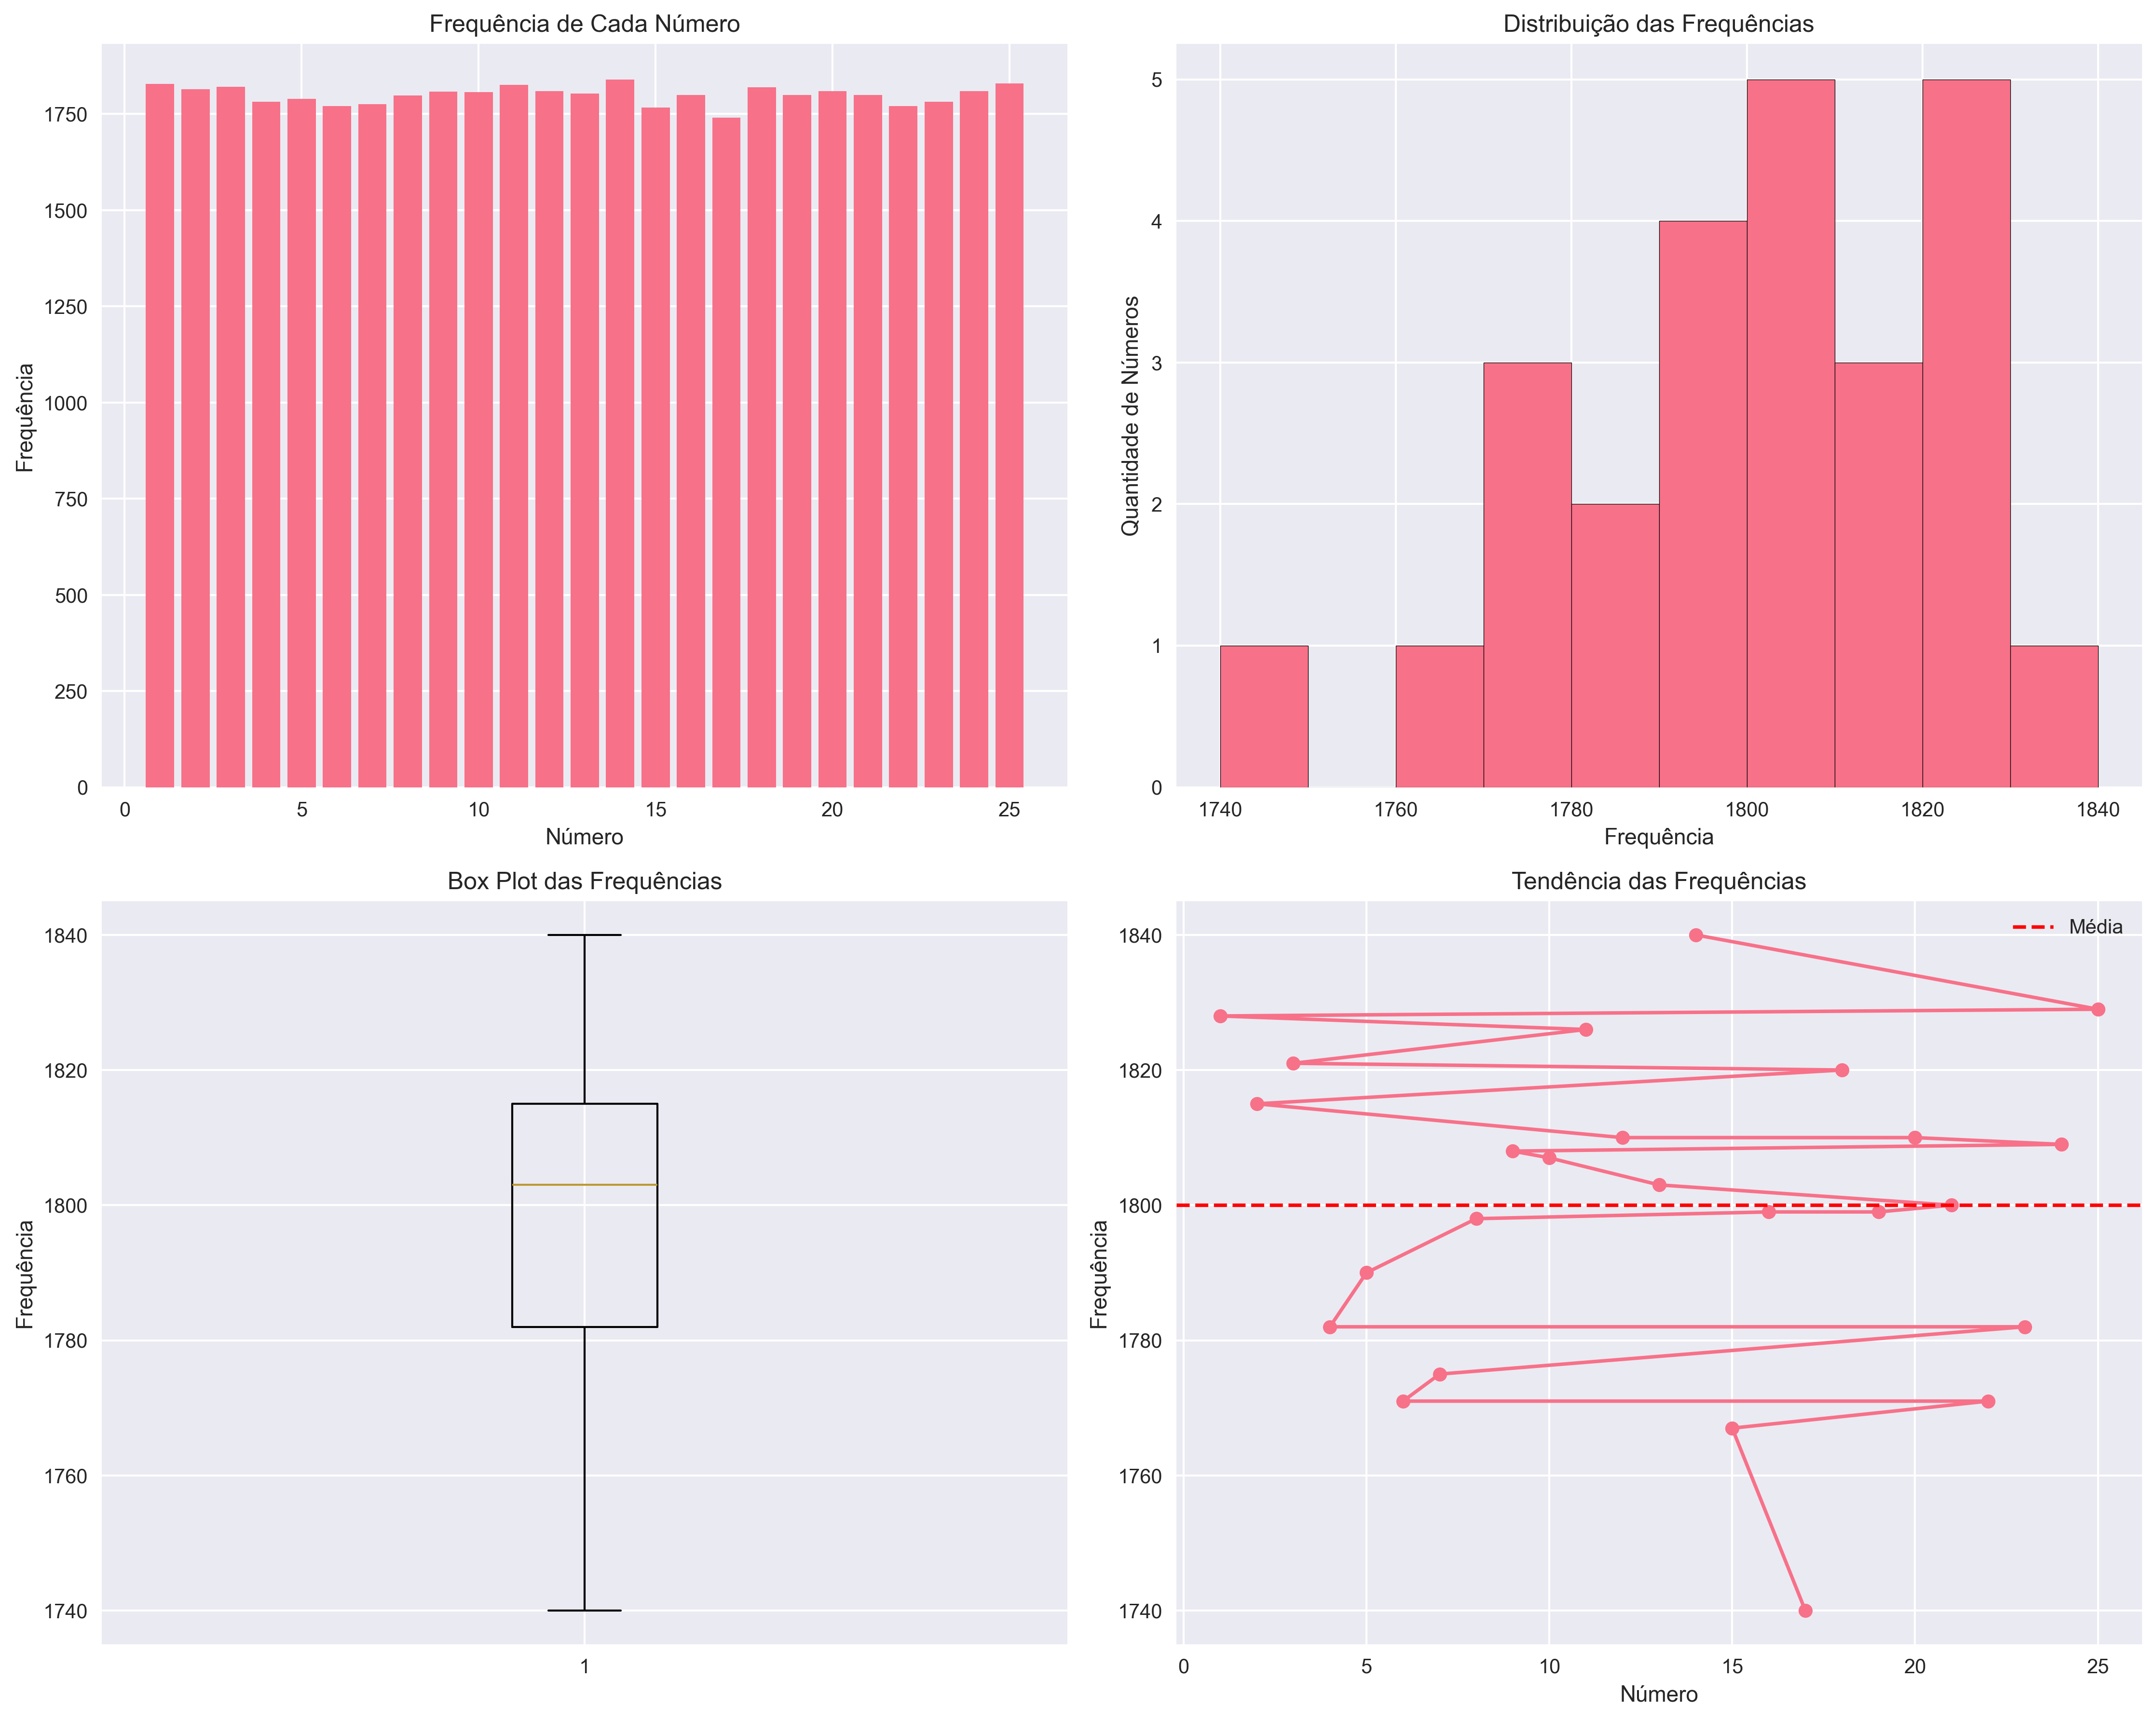 Frequência de Cada Número
Frequência
1750
1500
1250
1000
750
500
250
0
0 5 10 15 20 25
Número
Distribuição das Frequências
Quantidade de Números
5
4
3
2
1
0
1740 1760 1780 1800 1820 1840
Frequência
Box Plot das Frequências
Frequência
1840
1820
1800
1780
1760
1740
1
Tendência das Frequências
Média
Frequência
1840
1820
1800
1780
1760
1740
0 5 10 15 20 25
Número